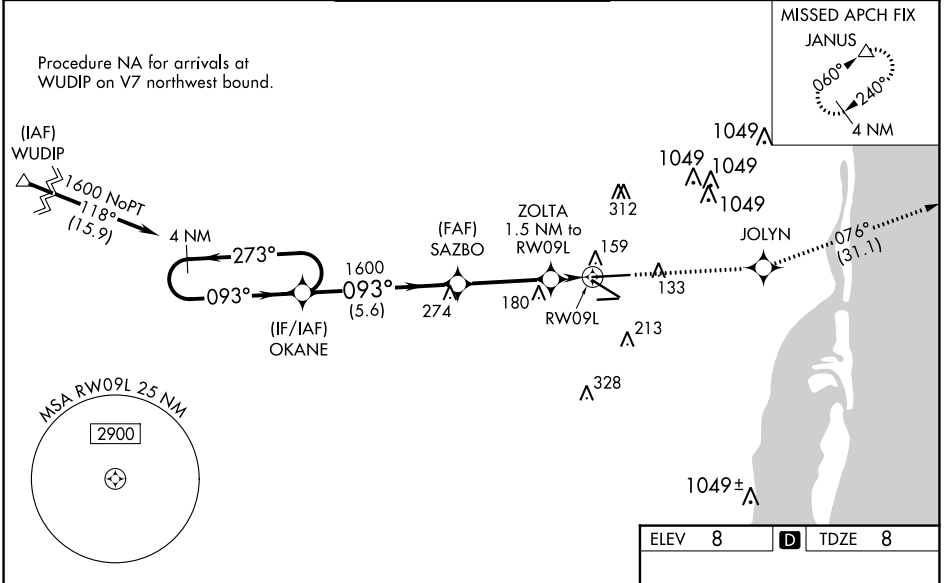 MISSED APCH FIX
JANUS
060°
240°
4 NM
Procedure NA for arrivals at
WUDIP on V7 northwest bound.
(IAF)
WUDIP
1600 NoPT
118°
(15.9)
4 NM
273°
093°
(IF/IAF)
OKANE
1600
093°
(5.6)
(FAF)
SAZBO
274
ZOLTA
1.5 NM to
RW09L
180
159
RW09L
312
133
213
328
1049
1049
1049
1049
JOLYN
076°
(31.1)
1049±
MSA RW09L 25 NM
2900
ELEV 8 D TDZE 8